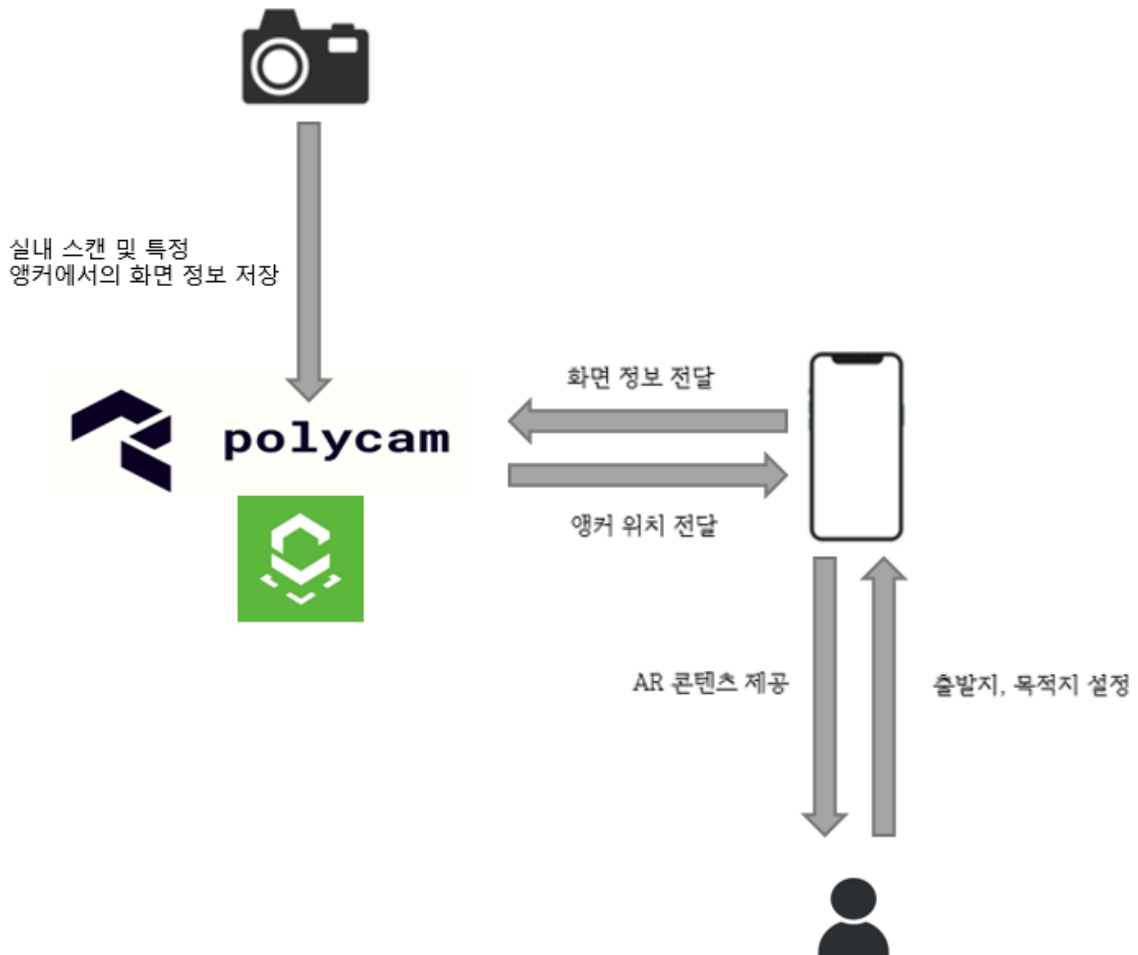 실내 스캔 및 특정
앵커에서의 화면 정보 저장
화면 정보 전달
polycam
앵커 위치 전달
AR 콘텐츠 제공
출발지, 목적지 설정